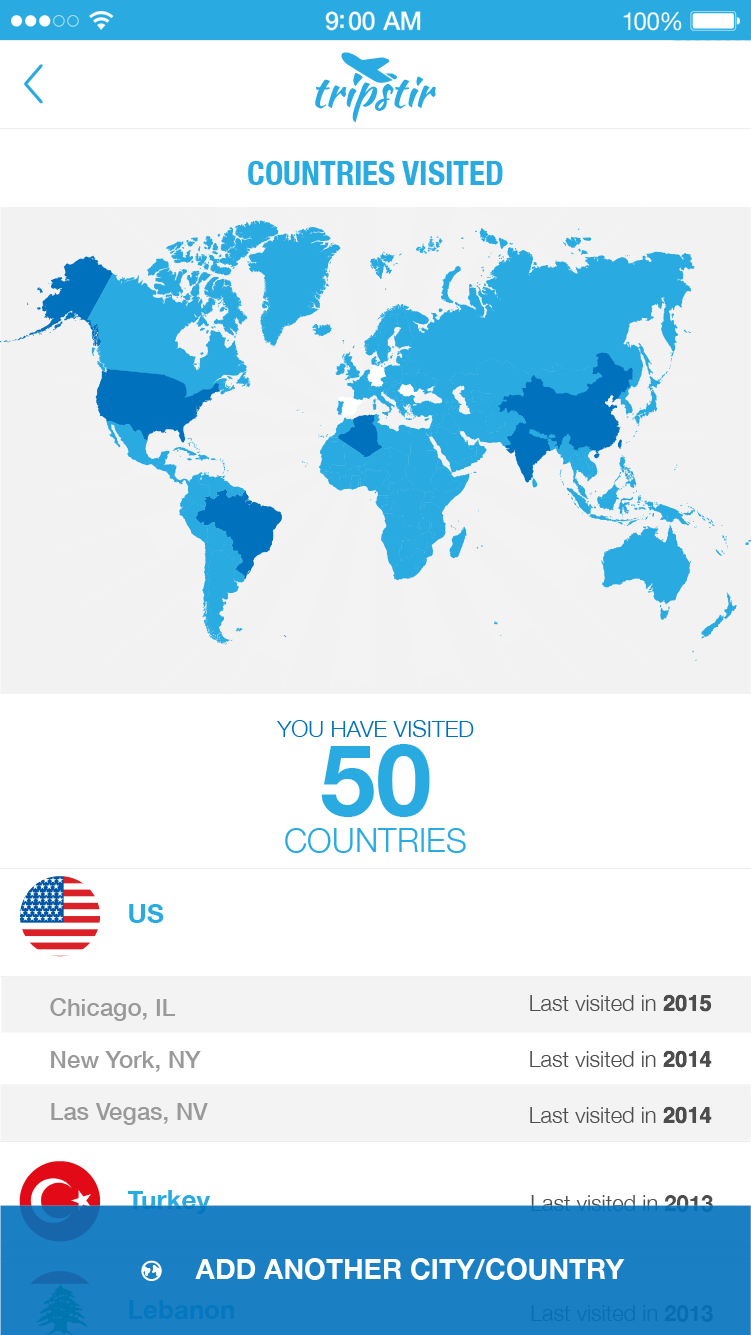 9:00 AM
100%
tripstir
COUNTRIES VISITED
YOU HAVE VISITED
50
COUNTRIES
US
Chicago, IL
Last visited in 2015
New York, NY
Last visited in 2014
Las Vegas, NV
Last visited in 2014
Turkey
Last visited in 2013
ADD ANOTHER CITY/COUNTRY
Lebanon
Last visited in 2013